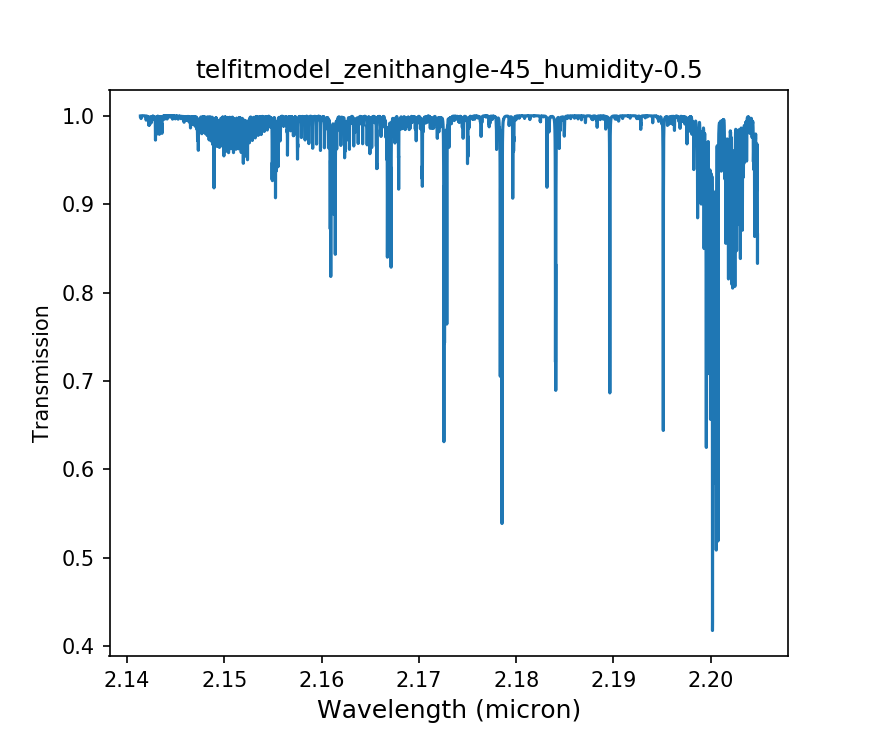 telfitmodel_zenithangle-45_humidity-0.5
1.0
0.9
0.8
0.7
0.6
0.5
0.4
Transmission
2.14 2.15 2.16 2.17 2.18 2.19 2.20
Wavelength (micron)